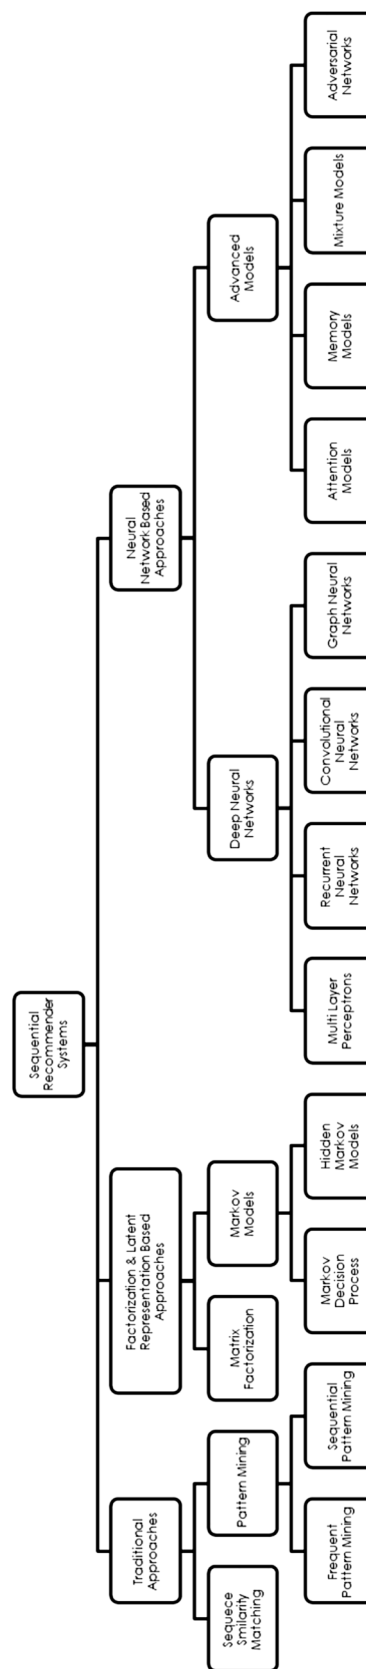 Sequential
Recommender
Systems
Traditional
Approaches
Factorization & Latent
Representation Based
Approaches
Neural
Network Based
Approaches
Sequece
Smilarity
Matching
Pattern Mining
Matrix
Factorization
Markov
Models
Deep Neural
Networks
Advanced
Models
Frequent
Pattern Mining
Sequential
Pattern Mining
Markov
Decision
Process
Hidden
Markov
Models
Multi Layer
Perceptrons
Recurrent
Neural
Networks
Convolutional
Neural
Networks
Graph Neural
Networks
Attention
Models
Memory
Models
Mixture Models
Adversarial
Networks